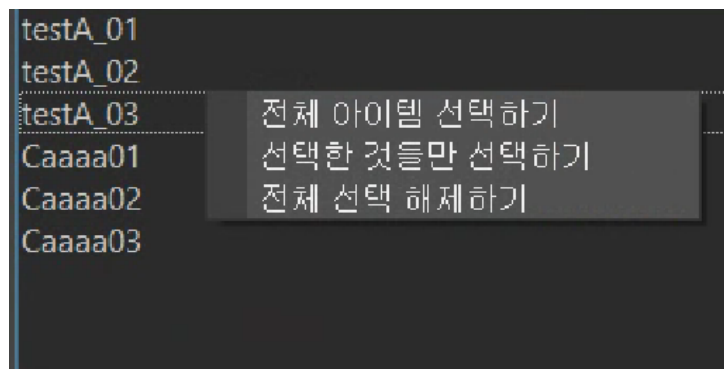 testA_01
testA_02
testA_03
전체 아이템 선택하기
Caaaa01
선택한 것들만 선택하기
Caaaa02
전체 선택 해제하기
Caaaa03